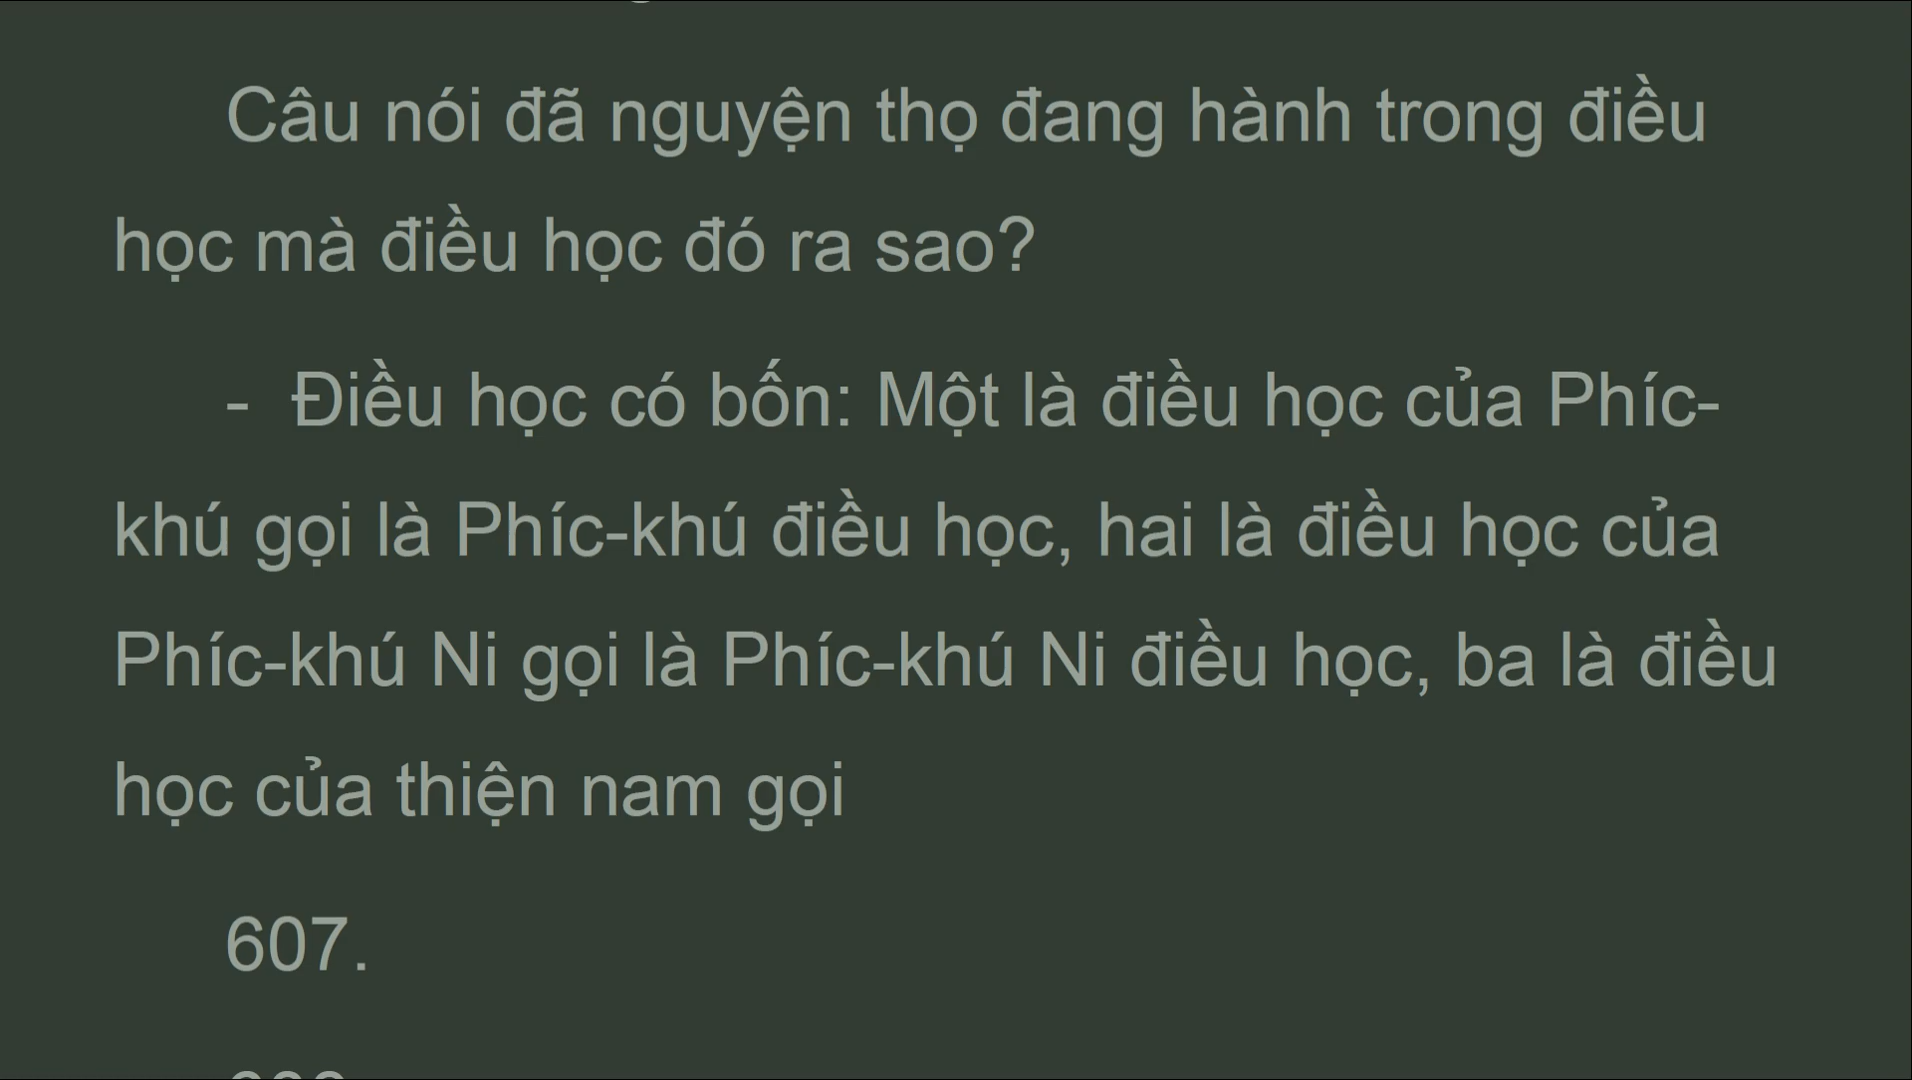 Câu nói đã nguyện thọ đang hành trong điều
học mà điều học đó ra sao?
- Điều học có bốn: Một là điều học của Phíc-
khú gọi là Phíc-khú điều học, hai là điều học của
Phíc-khú Ni gọi là Phíc-khú Ni điều học, ba là điều
học của thiện nam gọi
607.